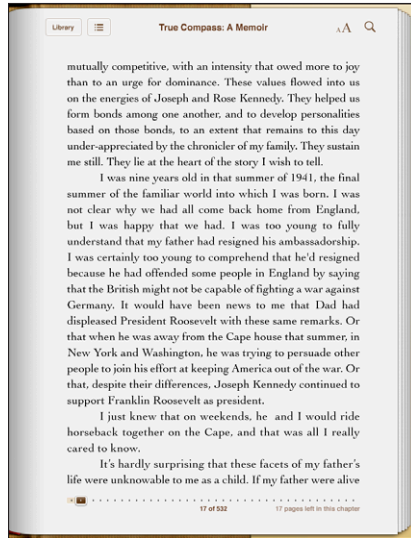 Library
True Compass: A Memoir
AA
mutually competitive, with an intensity that owed more to joy
than to an urge for dominance. These values flowed into us
on the energies of Joseph and Rose Kennedy. They helped us
form bonds among one another, and to develop personalities
based on those bonds, to an extent that remains to this day
under-appreciated by the chronicler of my family. They sustain
me still. They lie at the heart of the story I wish to tell.
I was nine years old in that summer of 1941, the final
summer of the familiar world into which I was born. I was
not clear why we had all come back home from England,
but I was happy that we had. I was too young to fully
understand that my father had resigned his ambassadorship.
I was certainly too young to comprehend that he'd resigned
because he had offended some people in England by saying
that the British might not be capable of fighting a war against
Germany. It would have been news to me that Dad had
displeased President Roosevelt with these same remarks. Or
that when he was away from the Cape house that summer, in
New York and Washington, he was trying to persuade other
people to join his effort at keeping America out of the war. Or
that, despite their differences, Joseph Kennedy continued to
support Franklin Roosevelt as president.
I just knew that on weekends, he and I would ride
horseback together on the Cape, and that was all I really
cared to know.
It's hardly surprising that these facets of my father's
life were unknowable to me as a child. If my father were alive
17 of 532
17 pages left in this chapter